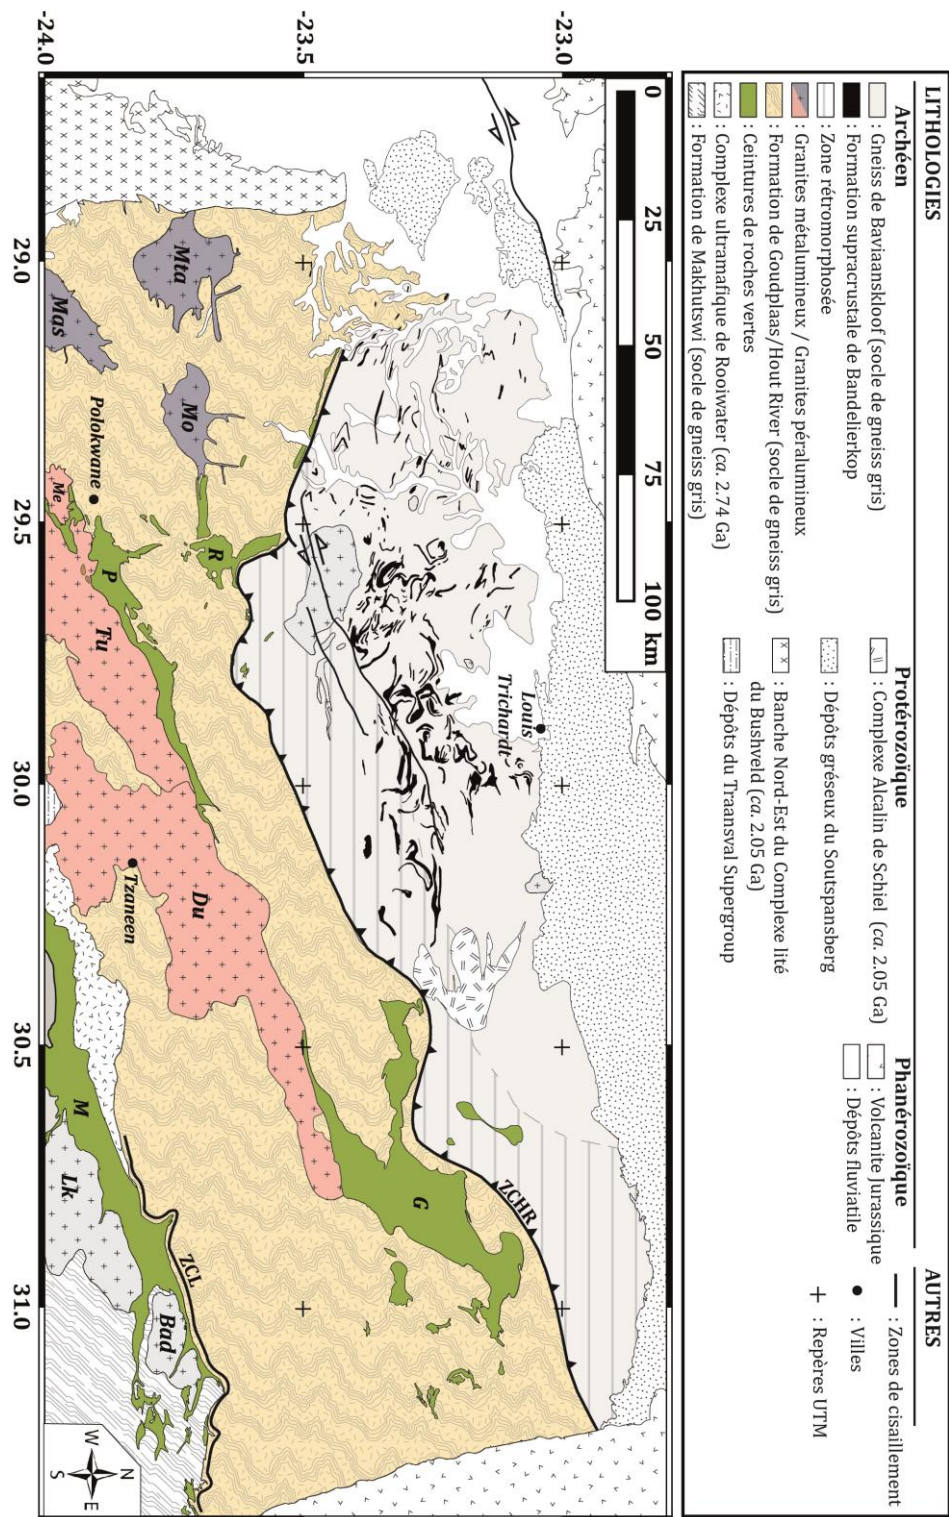 LITHOLOGIES
Archéen
: Gneiss de Baviaanskloof (socle de gneiss gris)
: Formation supracrustale de Bandelierkop
: Zone rétromorphosée
: Granites métalumineux / Granites péralumineux
: Formation de Goudplaas/Hout River (socle de gneiss gris)
: Ceintures de roches vertes
: Complexe ultramafique de Rooiwater (ca. 2.74 Ga)
: Formation de Makhutswi (socle de gneiss gris)
Protérozoïque
: Complexe Alcalin de Schiel (ca. 2.05 Ga)
: Dépôts gréseux du Soutspansberg
: Banche Nord-Est du Complexe lité
du Bushveld (ca. 2.05 Ga)
: Dépôts du Traansval Supergroup
Phanérozoïque
: Volcanite Jurassique
: Dépôts fluviatile
AUTRES
: Zones de cisaillement
: Villes
: Repères UTM
0 25 50 75 100 km
-23.0
-23.5
-24.0
29.0
29.5
30.0
30.5
31.0
Louis
Trichardt
ZCHR
G
R
Mta
Mo
Mas
Polokwane
Me
P
Tu
Du
Tzaneen
M
Lk
ZCL
Bad
N
W
E
S